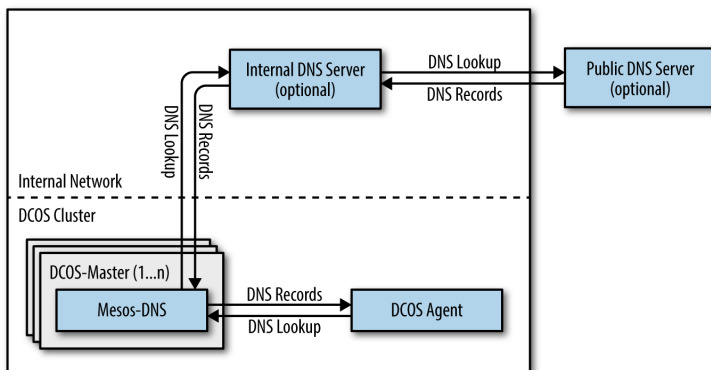 Internal DNS Server
(optional)
DNS Lookup
DNS Records
Public DNS Server
(optional)
DNS Lookup
DNS Records
Internal Network
DCOS Cluster
DCOS-Master (1...n)
Mesos-DNS
DNS Records
DNS Lookup
DCOS Agent